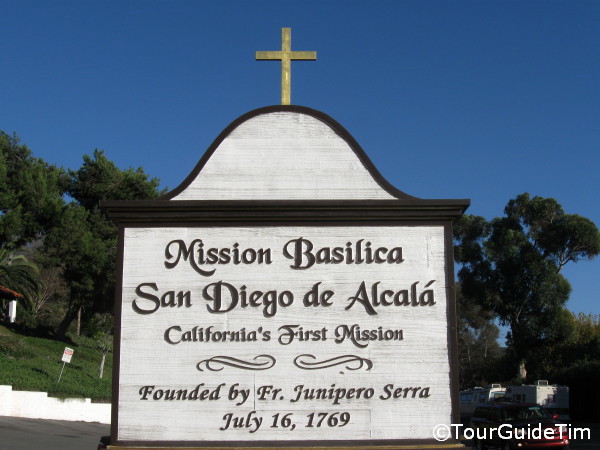 Mission Basilica
San Diego de Alcalá
California's First Mission
Founded by Fr. Junipero Serra
July 16, 1769
©TourGuideTim